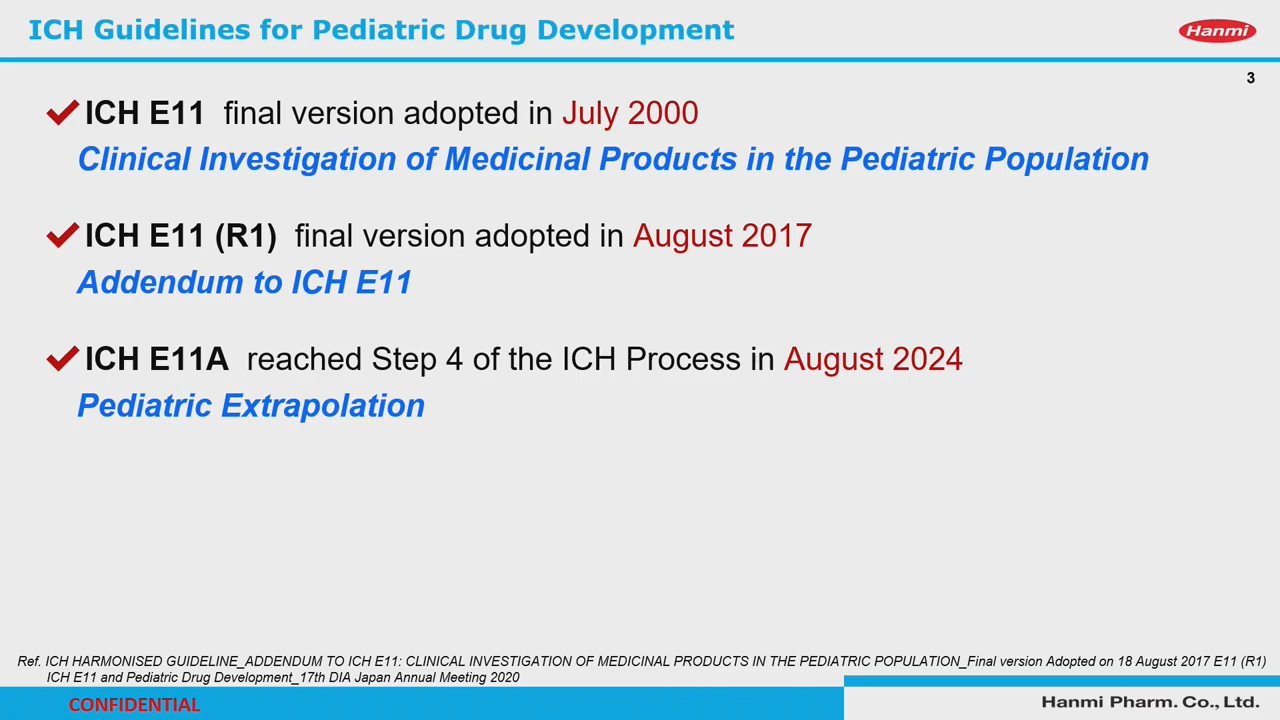 ICH Guidelines for Pediatric Drug Development
Hanmi
3
ICH E11 final version adopted in July 2000
Clinical Investigation of Medicinal Products in the Pediatric Population
ICH E11 (R1) final version adopted in August 2017
Addendum to ICH E11
ICH E11A reached Step 4 of the ICH Process in August 2024
Pediatric Extrapolation
Ref. ICH HARMONISED GUIDELINE_ADDENDUM TO ICH E11: CLINICAL INVESTIGATION OF MEDICINAL PRODUCTS IN THE PEDIATRIC POPULATION_Final version Adopted on 18 August 2017 E11 (R1)
ICH E11 and Pediatric Drug Development_17th DIA Japan Annual Meeting 2020
CONFIDENTIAL
Hanmi Pharm. Co., Ltd.